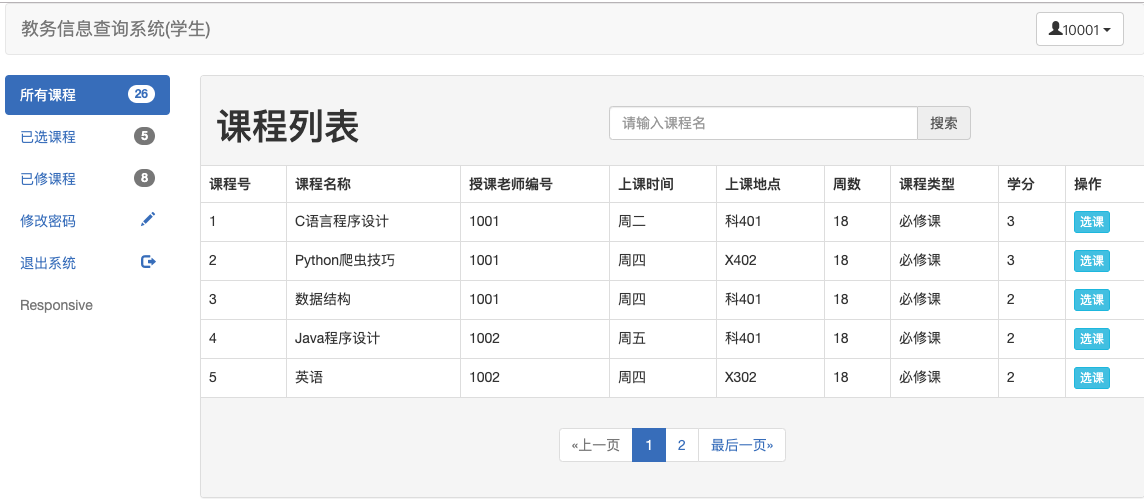 教务信息查询系统(学生)
10001
所有课程 26
已选课程 5
已修课程 8
修改密码
退出系统
Responsive
课程列表
请输入课程名 搜索
课程号 课程名称 授课老师编号 上课时间 上课地点 周数 课程类型 学分 操作
1 C语言程序设计 1001 周二 科401 18 必修课 3 选课
2 Python爬虫技巧 1001 周四 X402 18 必修课 3 选课
3 数据结构 1001 周四 科401 18 必修课 2 选课
4 Java程序设计 1002 周五 科401 18 必修课 2 选课
5 英语 1002 周四 X302 18 必修课 2 选课
«上一页 1 2 最后一页»